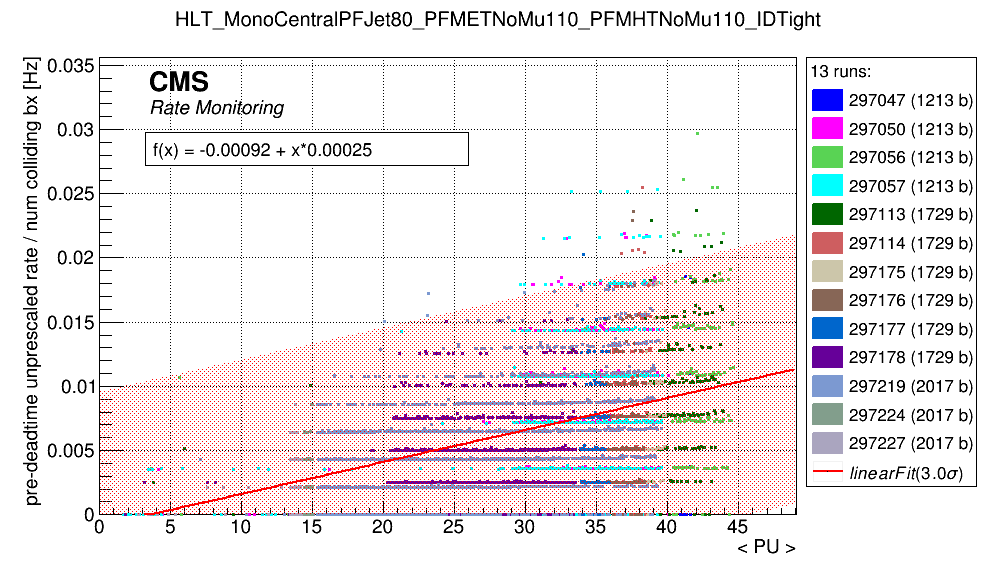 HLT_MonoCentralPFJet80_PFMETNoMu110_PFMHTNoMu110_IDTight
pre-deadtime unprescaled rate / num colliding bx [Hz]
CMS
Rate Monitoring
f(x) = -0.00092 + x*0.00025
0.035
0.03
0.025
0.02
0.015
0.01
0.005
0
0 5 10 15 20 25 30 35 40 45
< PU >
13 runs:
297047 (1213 b)
297050 (1213 b)
297056 (1213 b)
297057 (1213 b)
297113 (1729 b)
297114 (1729 b)
297175 (1729 b)
297176 (1729 b)
297177 (1729 b)
297178 (1729 b)
297219 (2017 b)
297224 (2017 b)
297227 (2017 b)
linearFit(3.0σ)